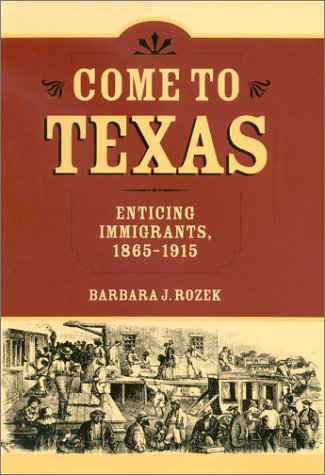 COME TO
TEXAS
ENTICING
IMMIGRANTS,
1865-1915
BARBARA J. ROZEK